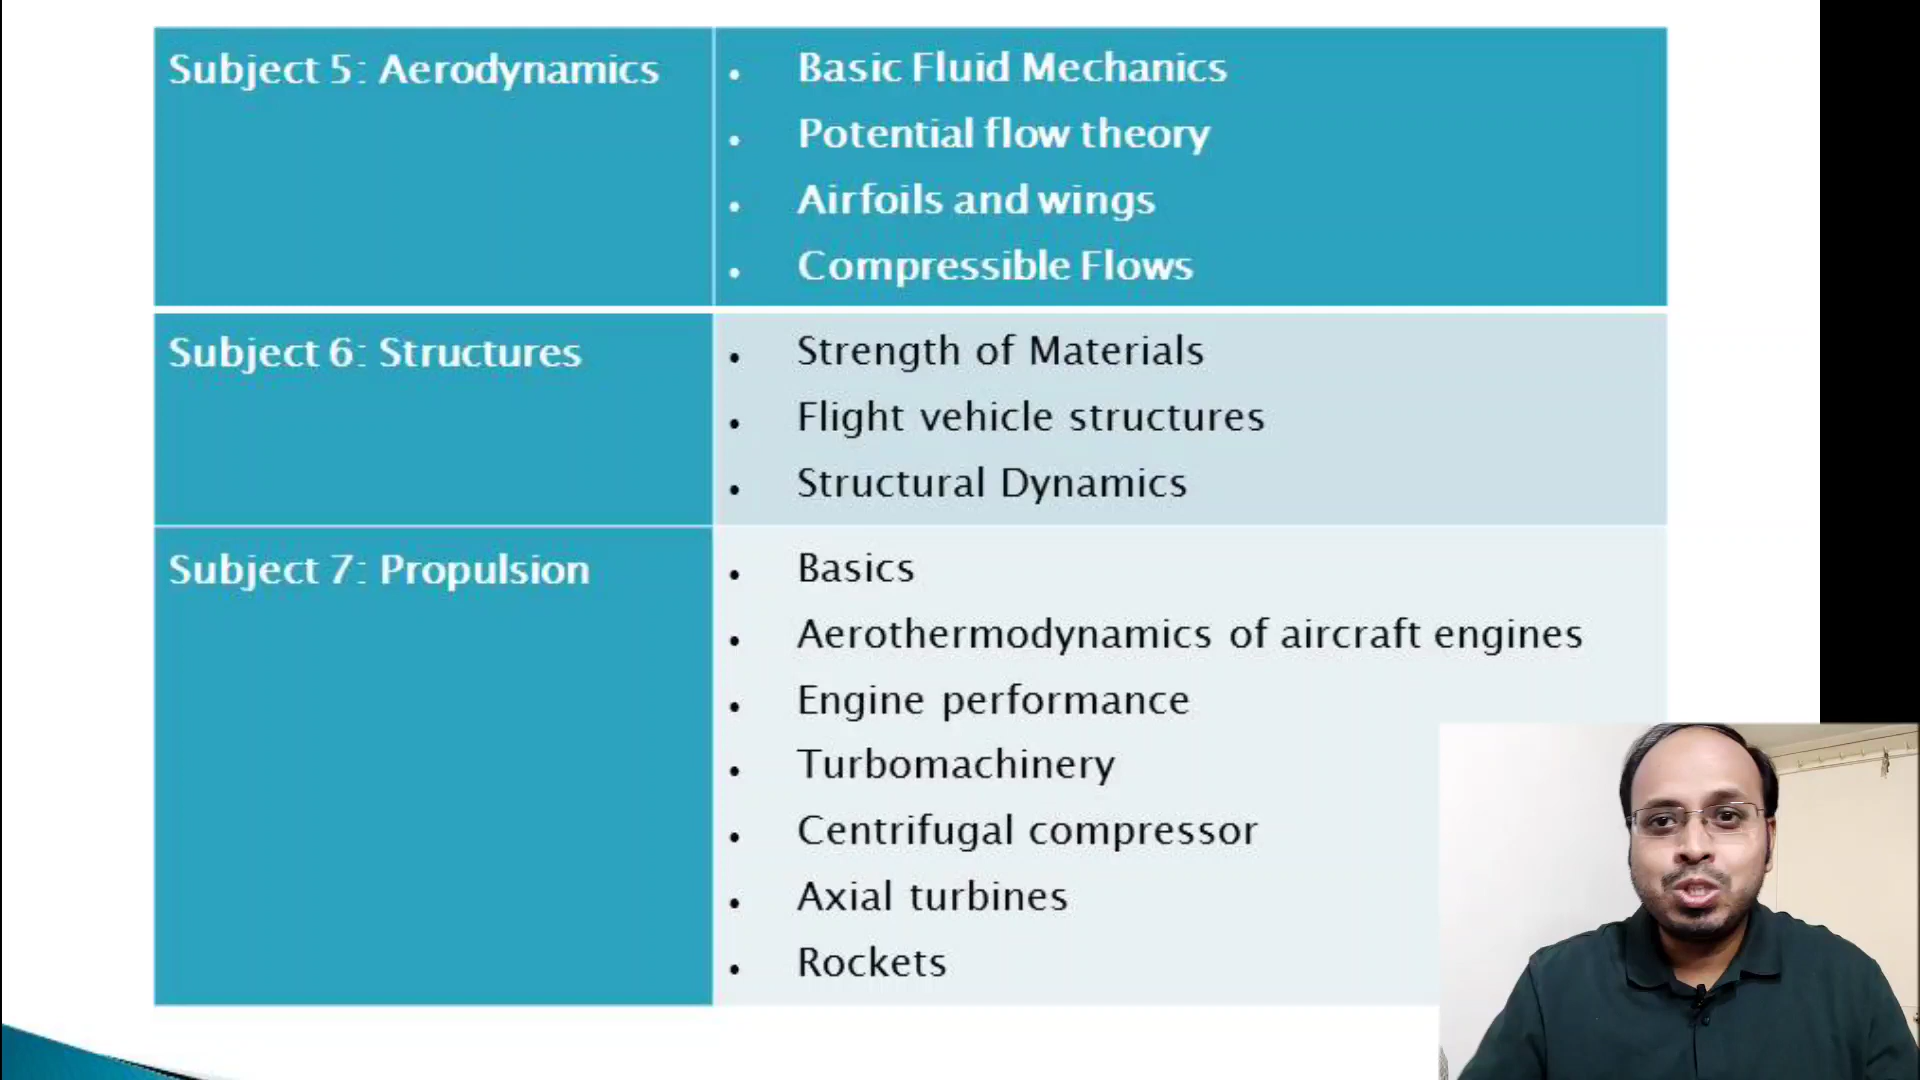 Subject 5: Aerodynamics
• Basic Fluid Mechanics
• Potential flow theory
• Airfoils and wings
• Compressible Flows
Subject 6: Structures
• Strength of Materials
• Flight vehicle structures
• Structural Dynamics
Subject 7: Propulsion
• Basics
• Aerothermodynamics of aircraft engines
• Engine performance
• Turbomachinery
• Centrifugal compressor
• Axial turbines
• Rockets